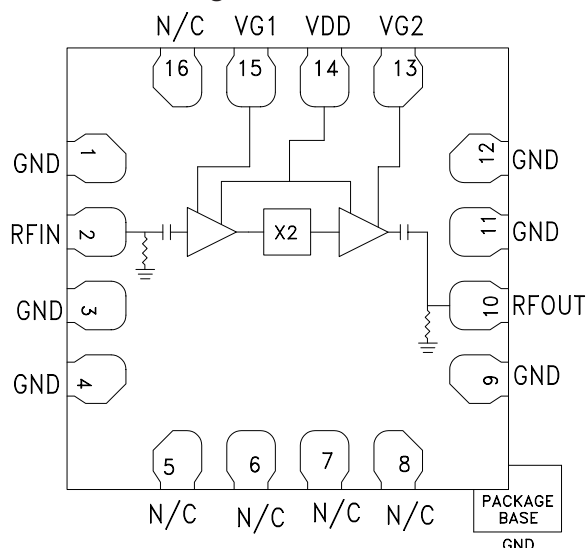 N/C VG1 VDD VG2
16 15 14 13
GND 1 12 GND
RFIN 2 X2 11 GND
GND 3 10 RFOUT
GND 4 9 GND
5 6 7 8
N/C N/C N/C N/C
PACKAGE
BASE
GND